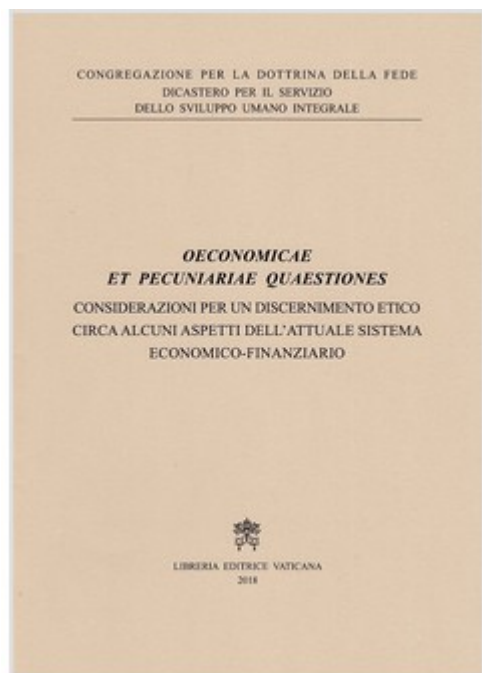 CONGREGAZIONE PER LA DOTTRINA DELLA FEDE
DICASTERO PER IL SERVIZIO
DELLO SVILUPPO UMANO INTEGRALE
OECONOMICAE
ET PECUNIARIAE QUAESTIONES
CONSIDERAZIONI PER UN DISCERNIMENTO ETICO
CIRCA ALCUNI ASPETTI DELL'ATTUALE SISTEMA
ECONOMICO-FINANZIARIO
LIBRERIA EDITRICE VATICANA
2018